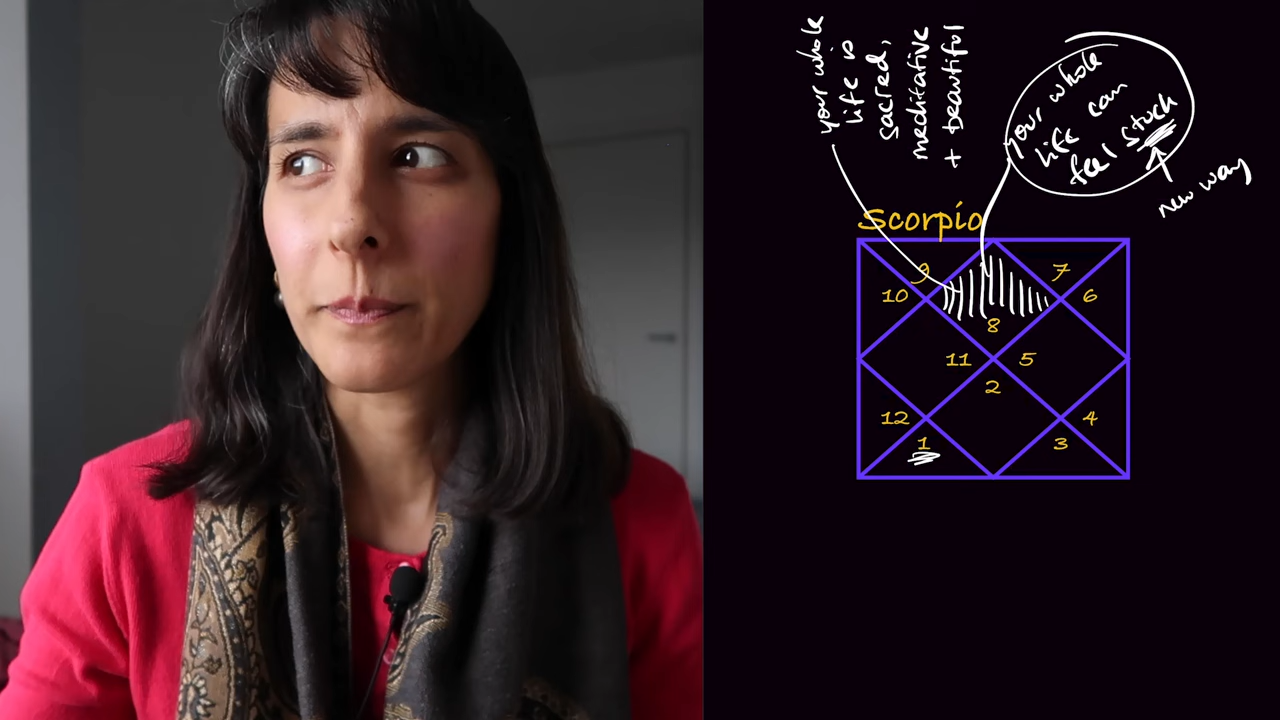 your whole
life is
sacred,
meditative
+ beautiful
your whole
life can
feel stuck
new way
Scorpio
9
7
10
6
8
11
5
2
12
4
1
3